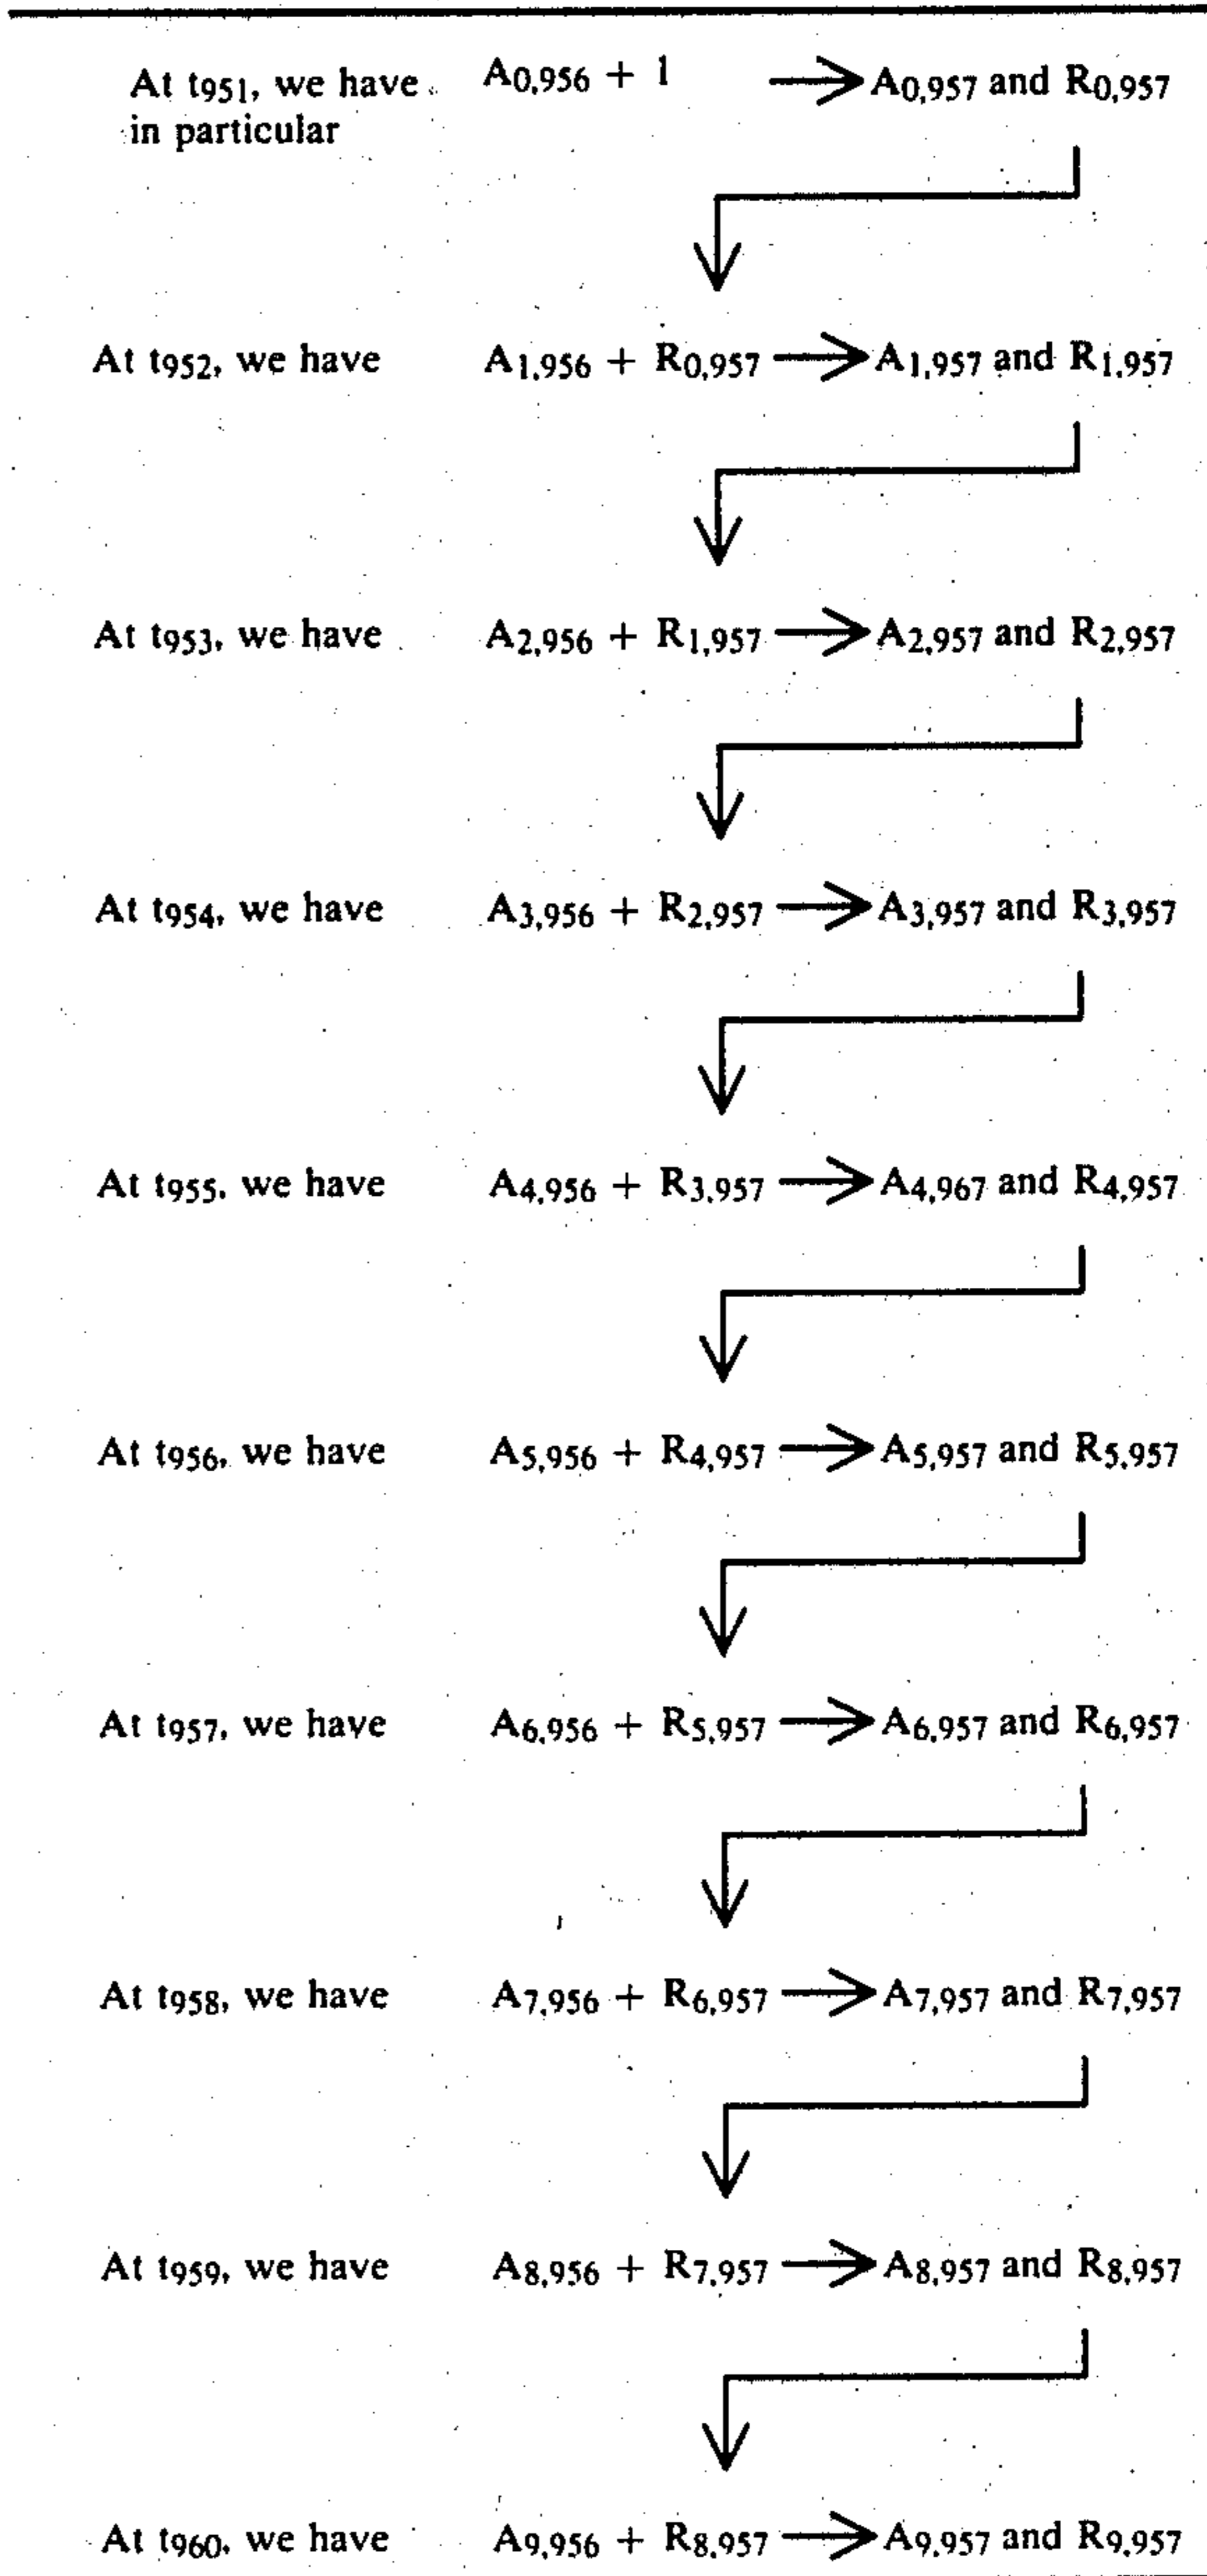 At t951, we have A0,956 + 1 → A0,957 and R0,957
in particular
At t952, we have A1,956 + R0,957 → A1,957 and R1,957
At t953, we have A2,956 + R1,957 → A2,957 and R2,957
At t954, we have A3,956 + R2,957 → A3,957 and R3,957
At t955, we have A4,956 + R3,957 → A4,967 and R4,957
At t956, we have A5,956 + R4,957 → A5,957 and R5,957
At t957, we have A6,956 + R5,957 → A6,957 and R6,957
At t958, we have A7,956 + R6,957 → A7,957 and R7,957
At t959, we have A8,956 + R7,957 → A8,957 and R8,957
At t960, we have A9,956 + R8,957 → A9,957 and R9,957